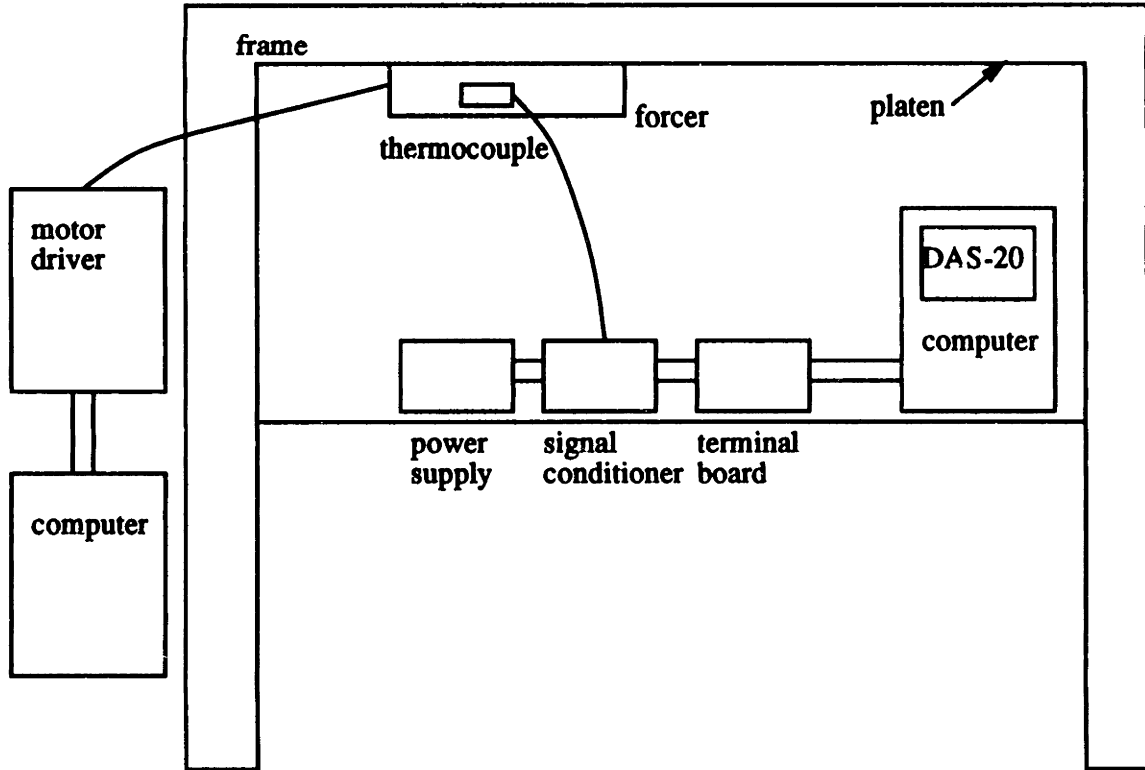 frame
platen
forcer
thermocouple
motor
driver
DAS-20
computer
power
supply
signal
conditioner
terminal
board
computer